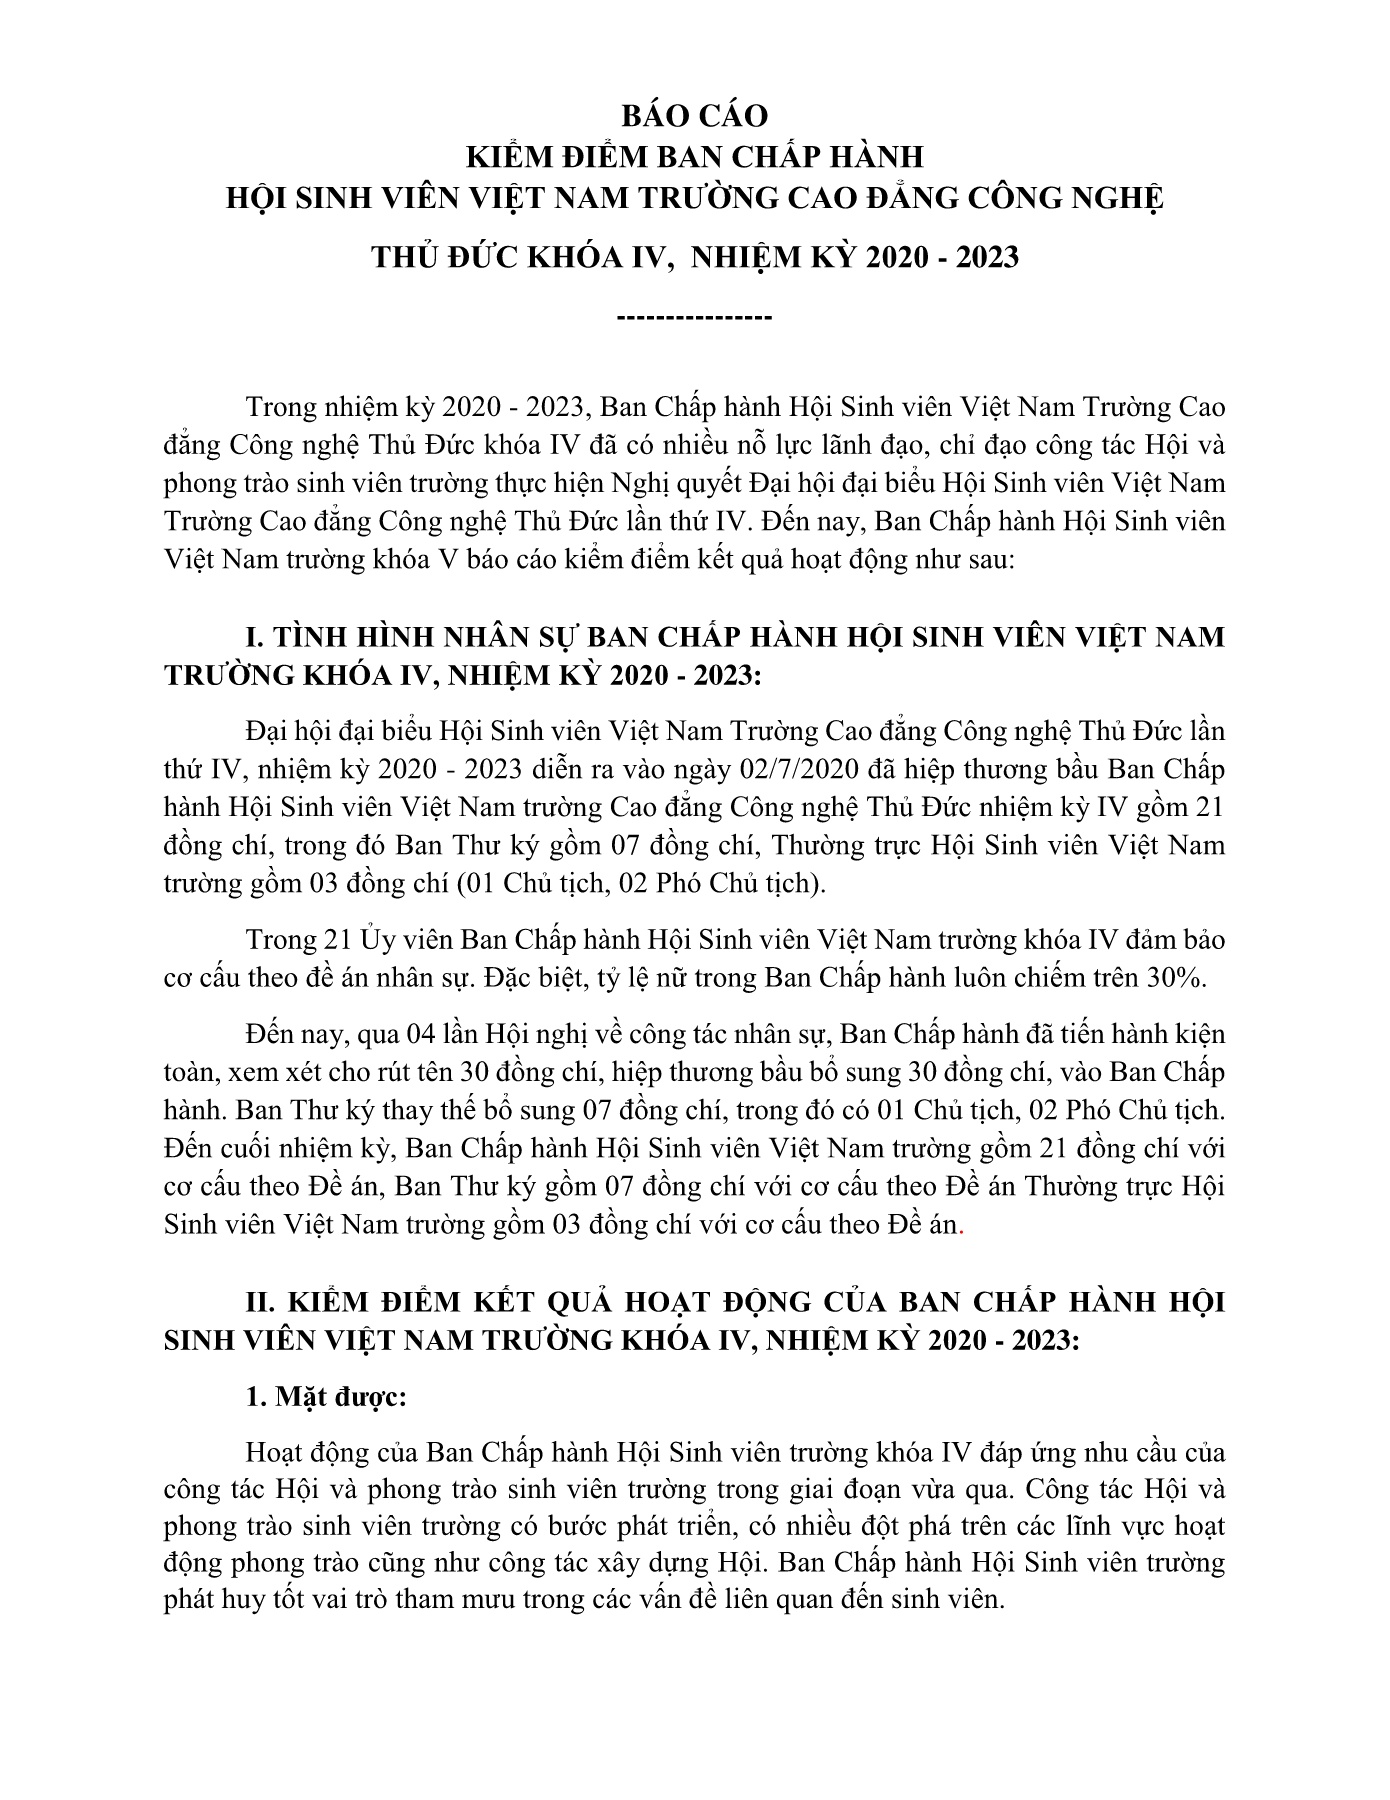 BÁO CÁO
KIỂM ĐIỂM BAN CHẤP HÀNH
HỘI SINH VIÊN VIỆT NAM TRƯỜNG CAO ĐẲNG CÔNG NGHỆ
THỦ ĐỨC KHÓA IV,  NHIỆM KỲ 2020 - 2023
----------------
Trong nhiệm kỳ 2020 - 2023, Ban Chấp hành Hội Sinh viên Việt Nam Trường Cao
đẳng Công nghệ Thủ Đức khóa IV đã có nhiều nỗ lực lãnh đạo, chỉ đạo công tác Hội và
phong trào sinh viên trường thực hiện Nghị quyết Đại hội đại biểu Hội Sinh viên Việt Nam
Trường Cao đẳng Công nghệ Thủ Đức lần thứ IV. Đến nay, Ban Chấp hành Hội Sinh viên
Việt Nam trường khóa V báo cáo kiểm điểm kết quả hoạt động như sau:
I. TÌNH HÌNH NHÂN SỰ BAN CHẤP HÀNH HỘI SINH VIÊN VIỆT NAM
TRƯỜNG KHÓA IV, NHIỆM KỲ 2020 - 2023:
Đại hội đại biểu Hội Sinh viên Việt Nam Trường Cao đẳng Công nghệ Thủ Đức lần
thứ IV, nhiệm kỳ 2020 - 2023 diễn ra vào ngày 02/7/2020 đã hiệp thương bầu Ban Chấp
hành Hội Sinh viên Việt Nam trường Cao đẳng Công nghệ Thủ Đức nhiệm kỳ IV gồm 21
đồng chí, trong đó Ban Thư ký gồm 07 đồng chí, Thường trực Hội Sinh viên Việt Nam
trường gồm 03 đồng chí (01 Chủ tịch, 02 Phó Chủ tịch).
Trong 21 Ủy viên Ban Chấp hành Hội Sinh viên Việt Nam trường khóa IV đảm bảo
cơ cấu theo đề án nhân sự. Đặc biệt, tỷ lệ nữ trong Ban Chấp hành luôn chiếm trên 30%.
Đến nay, qua 04 lần Hội nghị về công tác nhân sự, Ban Chấp hành đã tiến hành kiện
toàn, xem xét cho rút tên 30 đồng chí, hiệp thương bầu bổ sung 30 đồng chí, vào Ban Chấp
hành. Ban Thư ký thay thế bổ sung 07 đồng chí, trong đó có 01 Chủ tịch, 02 Phó Chủ tịch.
Đến cuối nhiệm kỳ, Ban Chấp hành Hội Sinh viên Việt Nam trường gồm 21 đồng chí với
cơ cấu theo Đề án, Ban Thư ký gồm 07 đồng chí với cơ cấu theo Đề án Thường trực Hội
Sinh viên Việt Nam trường gồm 03 đồng chí với cơ cấu theo Đề án.
II. KIỂM ĐIỂM KẾT QUẢ HOẠT ĐỘNG CỦA BAN CHẤP HÀNH HỘI
SINH VIÊN VIỆT NAM TRƯỜNG KHÓA IV, NHIỆM KỲ 2020 - 2023:
1. Mặt được:
Hoạt động của Ban Chấp hành Hội Sinh viên trường khóa IV đáp ứng nhu cầu của
công tác Hội và phong trào sinh viên trường trong giai đoạn vừa qua. Công tác Hội và
phong trào sinh viên trường có bước phát triển, có nhiều đột phá trên các lĩnh vực hoạt
động phong trào cũng như công tác xây dựng Hội. Ban Chấp hành Hội Sinh viên trường
phát huy tốt vai trò tham mưu trong các vấn đề liên quan đến sinh viên.